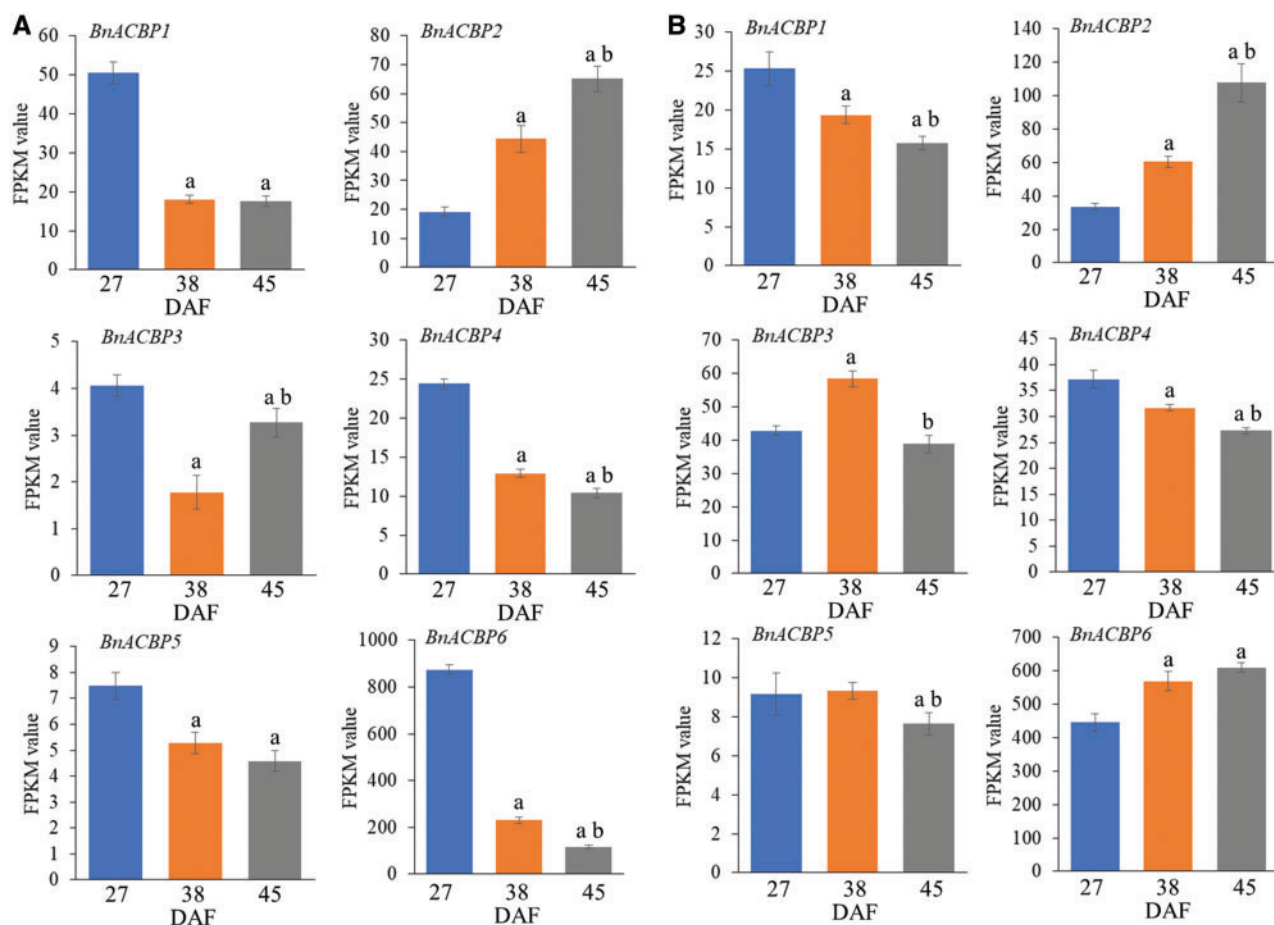 A
BnACBP1
FPKM value
60
50
40
30
20
10
0
a
a
27 38 45
DAF
BnACBP2
FPKM value
80
70
60
50
40
30
20
10
0
a
a b
27 38 45
DAF
B
BnACBP1
FPKM value
30
25
20
15
10
5
0
a
a b
27 38 45
DAF
BnACBP2
FPKM value
140
120
100
80
60
40
20
0
a
a b
27 38 45
DAF
BnACBP3
FPKM value
5
4
3
2
1
0
a
a b
27 38 45
DAF
BnACBP4
FPKM value
30
25
20
15
10
5
0
a
a b
27 38 45
DAF
BnACBP3
FPKM value
70
60
50
40
30
20
10
0
a
b
27 38 45
DAF
BnACBP4
FPKM value
45
40
35
30
25
20
15
10
5
0
a
a b
27 38 45
DAF
BnACBP5
FPKM value
9
8
7
6
5
4
3
2
1
0
a
a
27 38 45
DAF
BnACBP6
FPKM value
1000
800
600
400
200
0
a
a b
27 38 45
DAF
BnACBP5
FPKM value
12
10
8
6
4
2
0
a b
27 38 45
DAF
BnACBP6
FPKM value
700
600
500
400
300
200
100
0
a
a
27 38 45
DAF